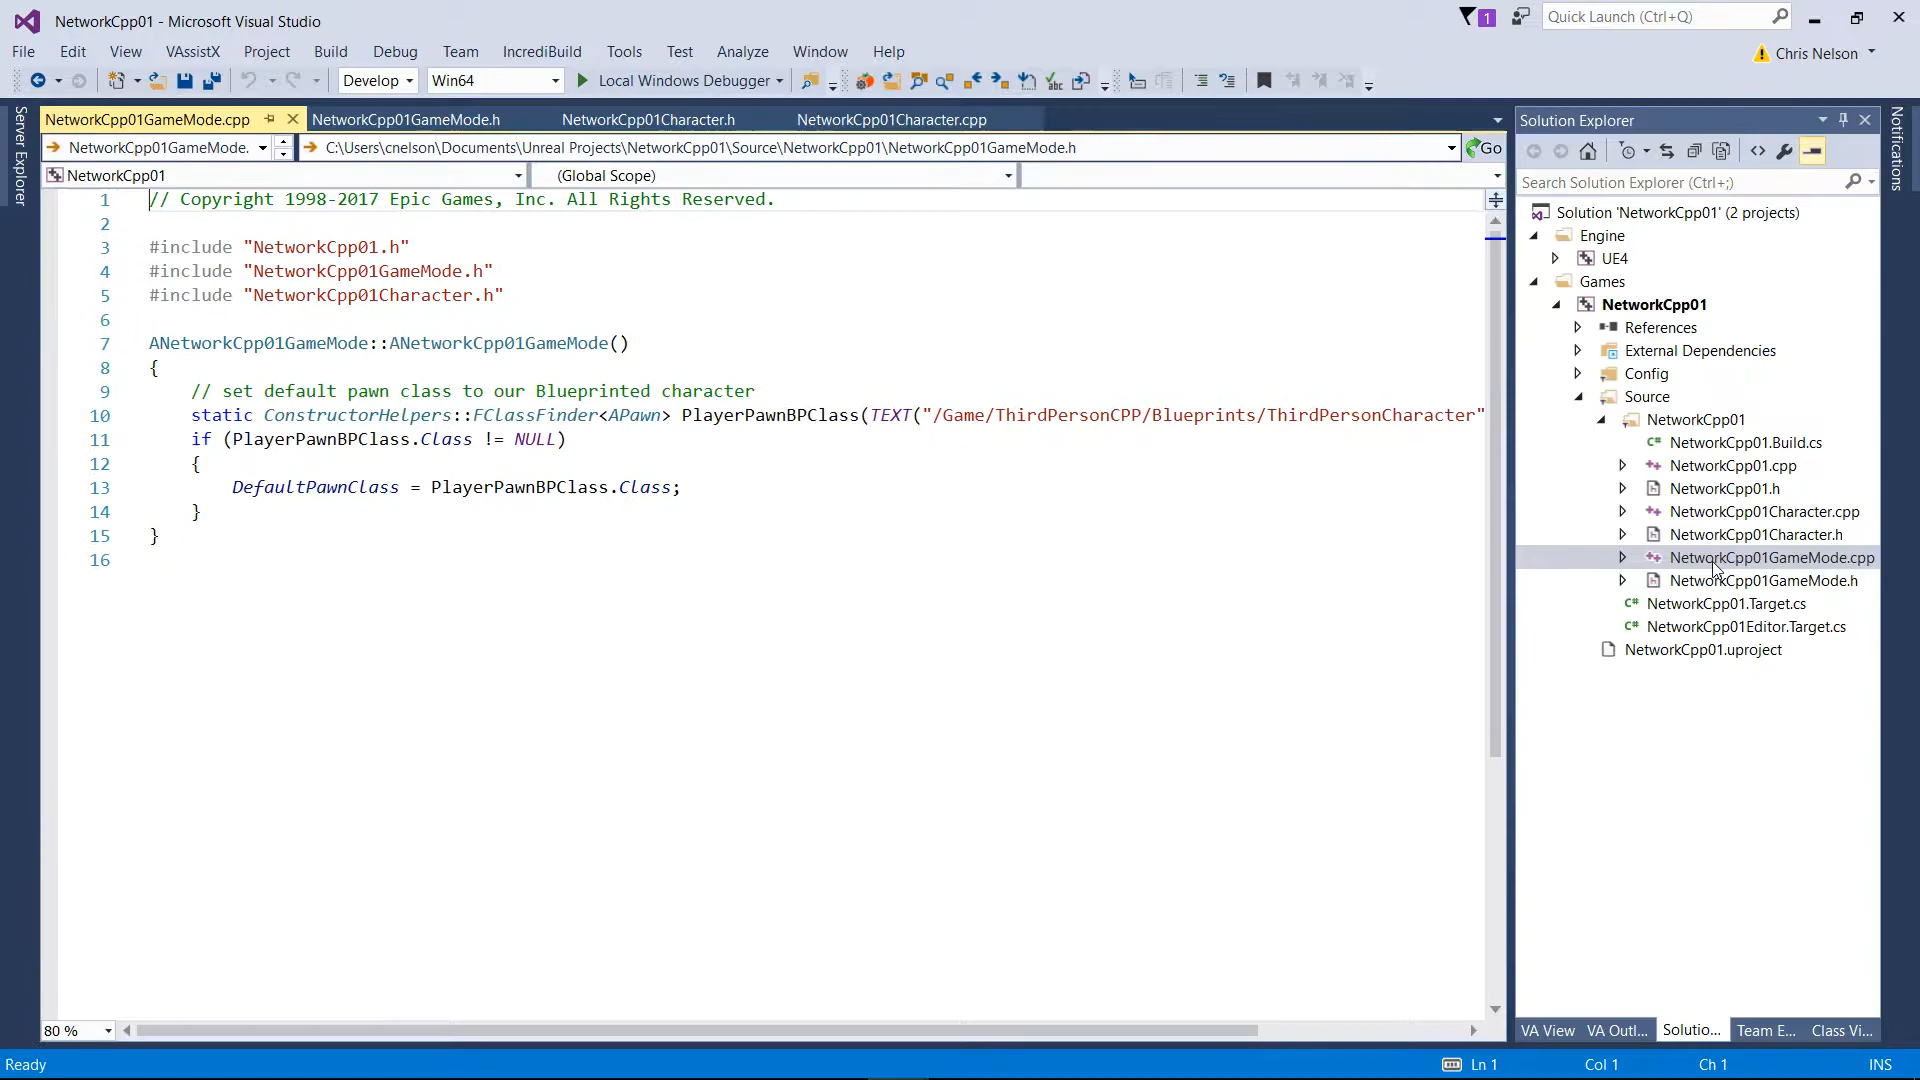 NetworkCpp01 - Microsoft Visual Studio
1
Quick Launch (Ctrl+Q)
File Edit View VAssistX Project Build Debug Team IncrediBuild Tools Test Analyze Window Help
Chris Nelson
Develop Win64 Local Windows Debugger
Server Explorer
NetworkCpp01GameMode.cpp NetworkCpp01GameMode.h NetworkCpp01Character.h NetworkCpp01Character.cpp
NetworkCpp01GameMode. C:\Users\cnelson\Documents\Unreal Projects\NetworkCpp01\Source\NetworkCpp01\NetworkCpp01GameMode.h Go
NetworkCpp01 (Global Scope)
1 // Copyright 1998-2017 Epic Games, Inc. All Rights Reserved.
2
3 #include "NetworkCpp01.h"
4 #include "NetworkCpp01GameMode.h"
5 #include "NetworkCpp01Character.h"
6
7 ANetworkCpp01GameMode::ANetworkCpp01GameMode()
8 {
9 // set default pawn class to our Blueprinted character
10 static ConstructorHelpers::FClassFinder<APawn> PlayerPawnBPClass(TEXT("/Game/ThirdPersonCPP/Blueprints/ThirdPersonCharacter"
11 if (PlayerPawnBPClass.Class != NULL)
12 {
13 DefaultPawnClass = PlayerPawnBPClass.Class;
14 }
15 }
16
80 %
Solution Explorer
Search Solution Explorer (Ctrl+;)
Solution 'NetworkCpp01' (2 projects)
Engine
UE4
Games
NetworkCpp01
References
External Dependencies
Config
Source
NetworkCpp01
C# NetworkCpp01.Build.cs
NetworkCpp01.cpp
NetworkCpp01.h
NetworkCpp01Character.cpp
NetworkCpp01Character.h
NetworkCpp01GameMode.cpp
NetworkCpp01GameMode.h
C# NetworkCpp01.Target.cs
C# NetworkCpp01Editor.Target.cs
NetworkCpp01.uproject
VA View VA Outl... Solutio... Team E... Class Vi...
Notifications
Ready Ln 1 Col 1 Ch 1 INS